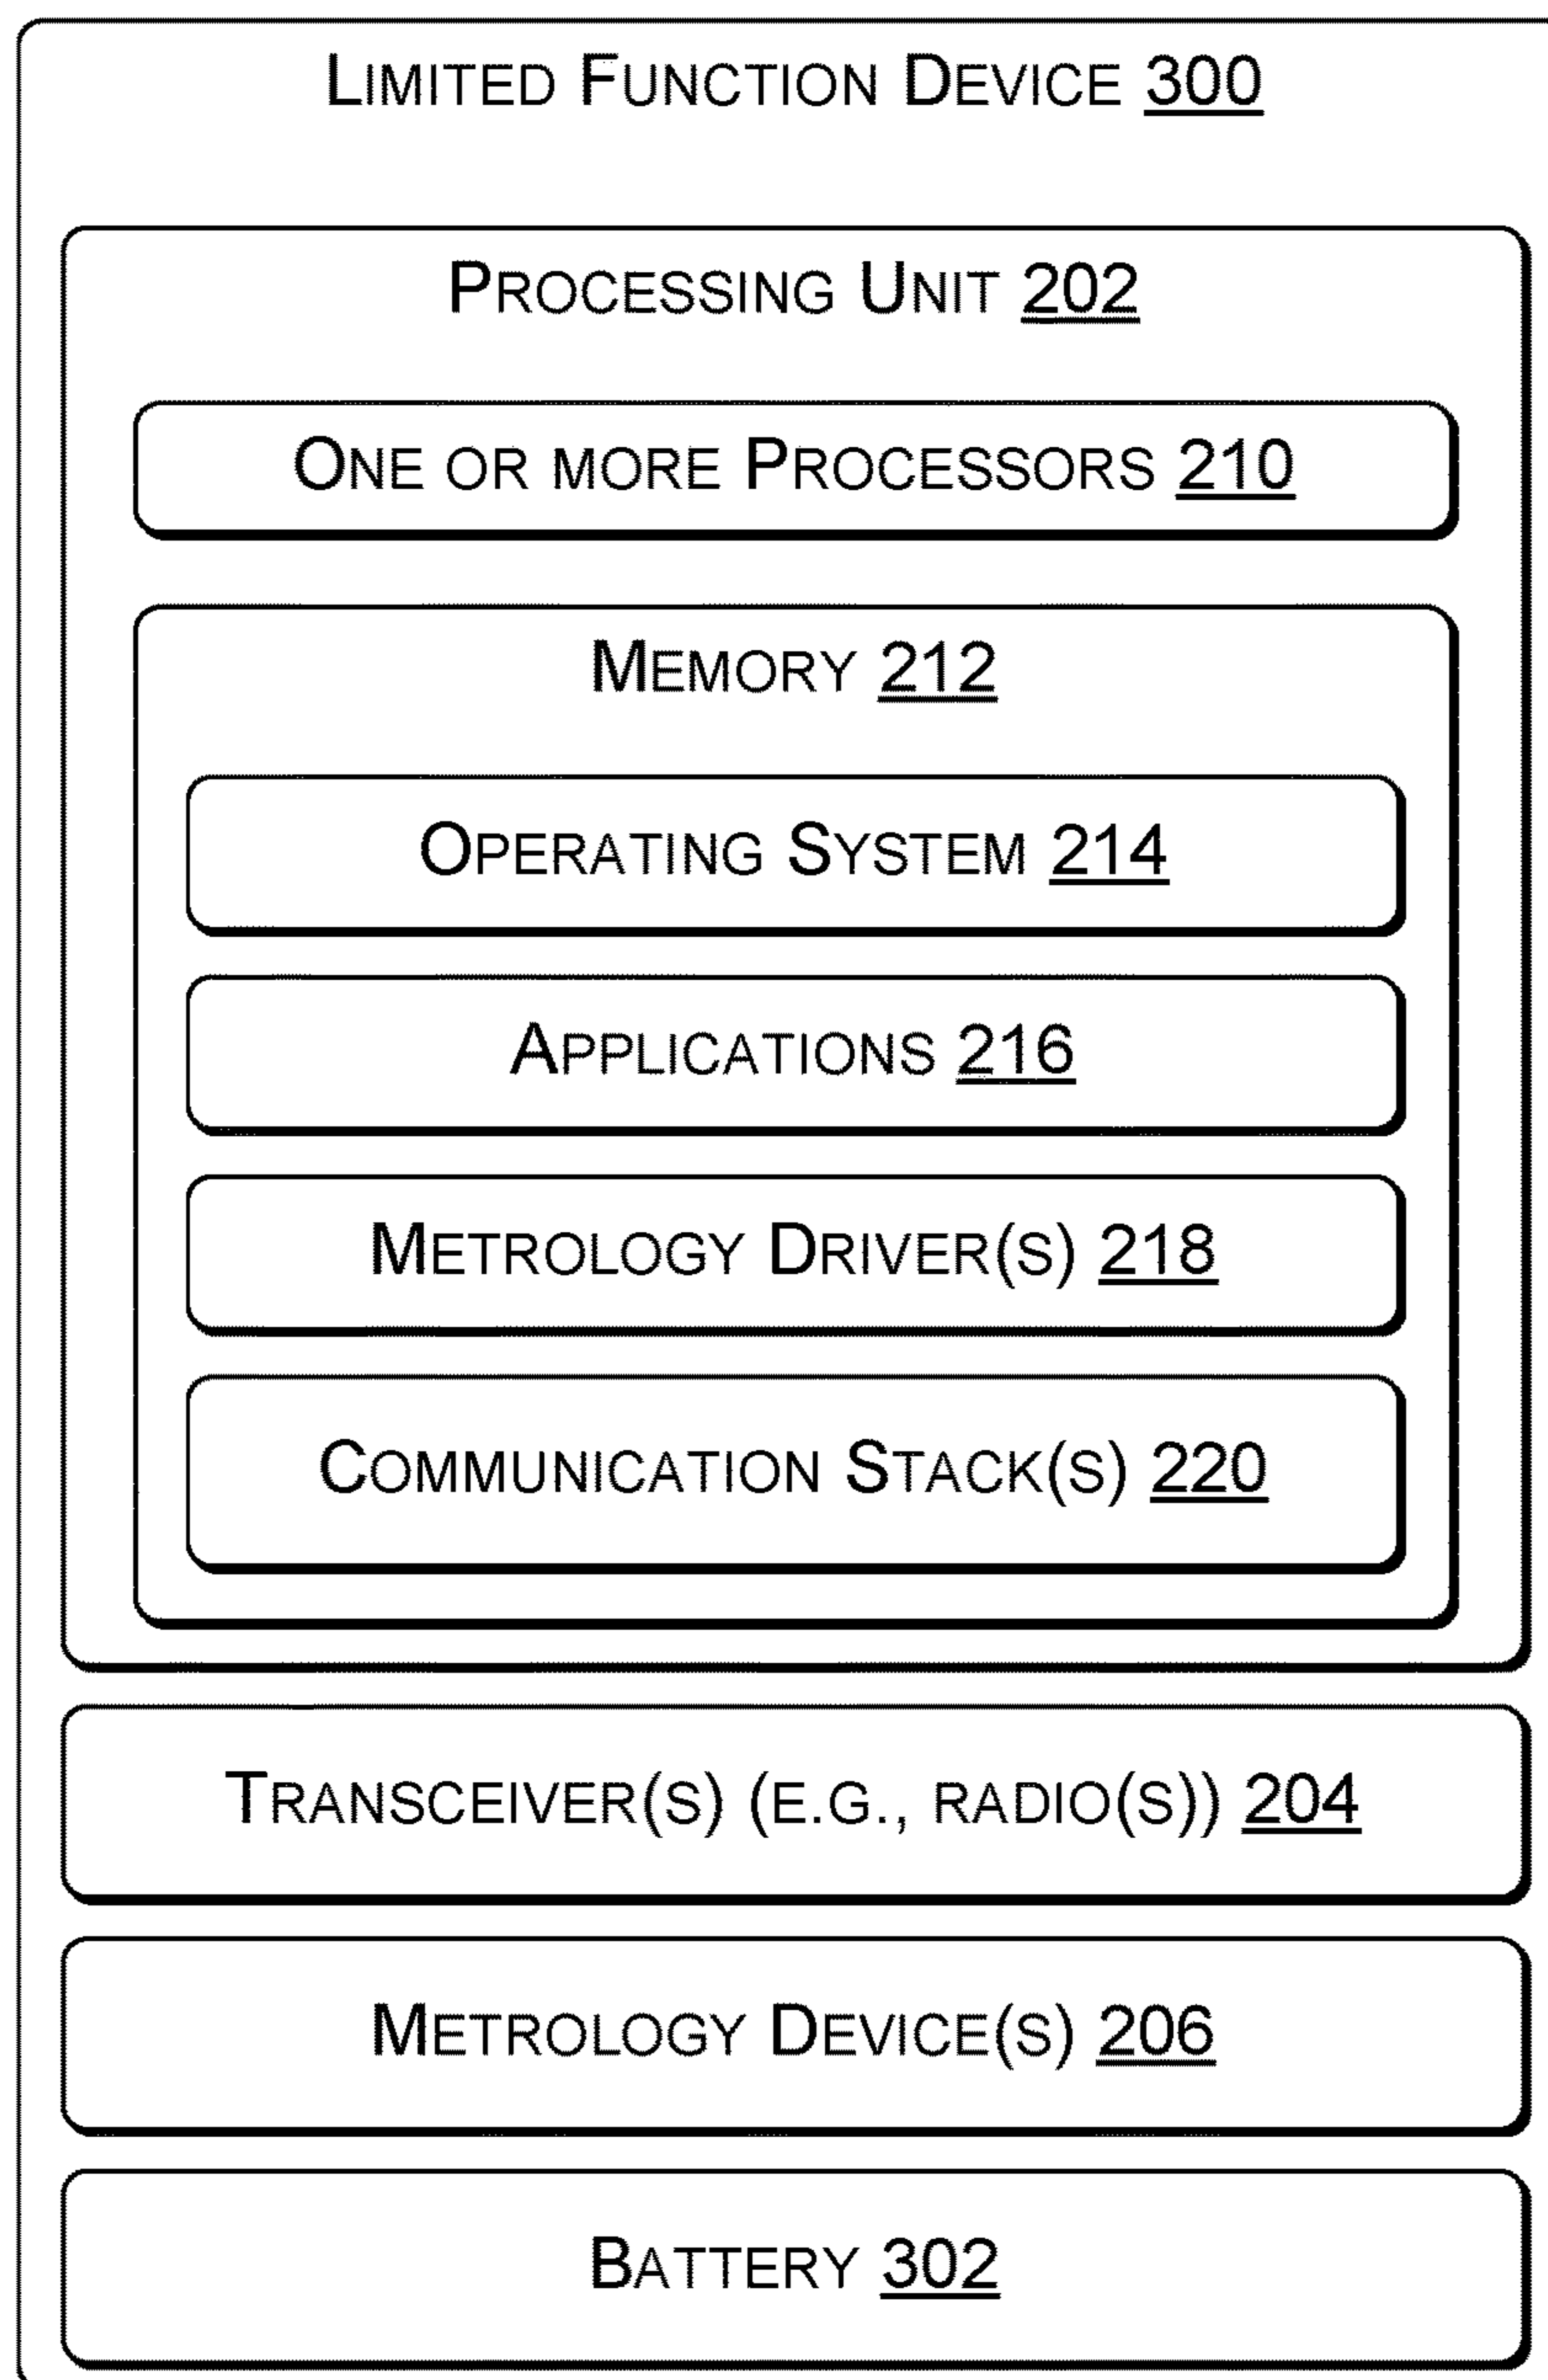 LIMITED FUNCTION DEVICE 300
PROCESSING UNIT 202
ONE OR MORE PROCESSORS 210
MEMORY 212
OPERATING SYSTEM 214
APPLICATIONS 216
METROLOGY DRIVER(S) 218
COMMUNICATION STACK(S) 220
TRANSCEIVER(S) (E.G., RADIO(S)) 204
METROLOGY DEVICE(S) 206
BATTERY 302